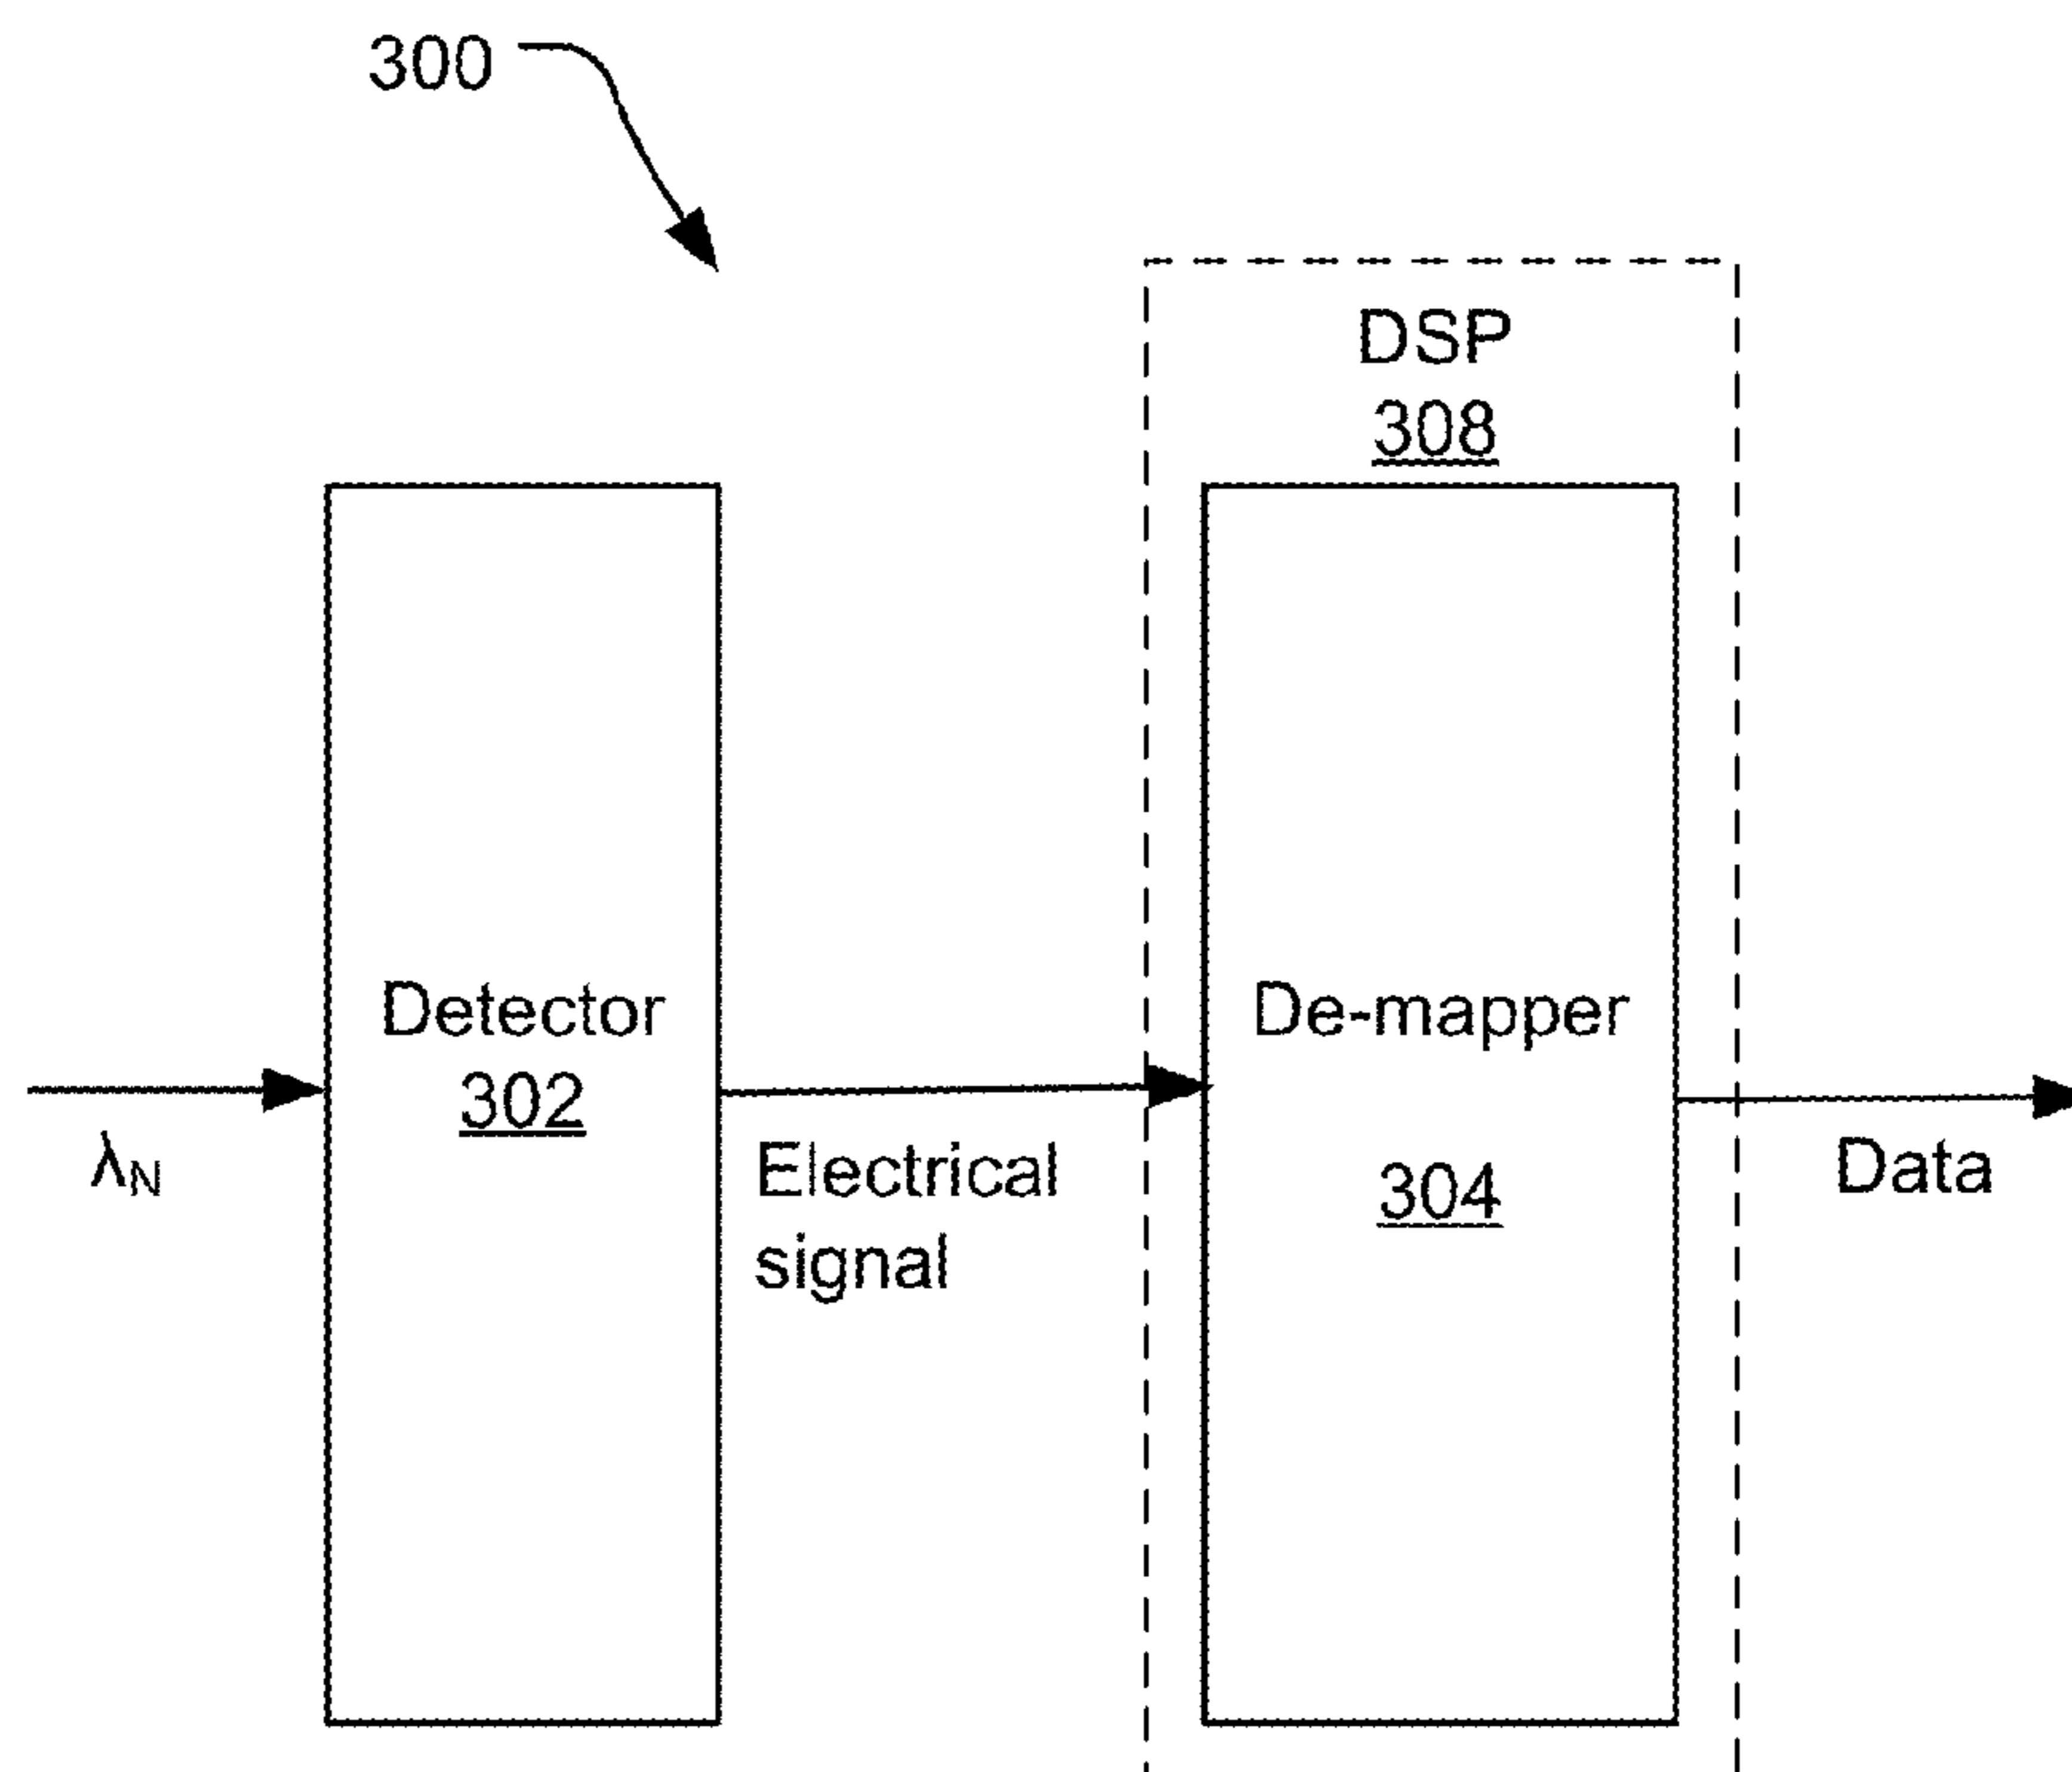 300
DSP
308
Detector
302
De-mapper
304
λN
Electrical
signal
Data